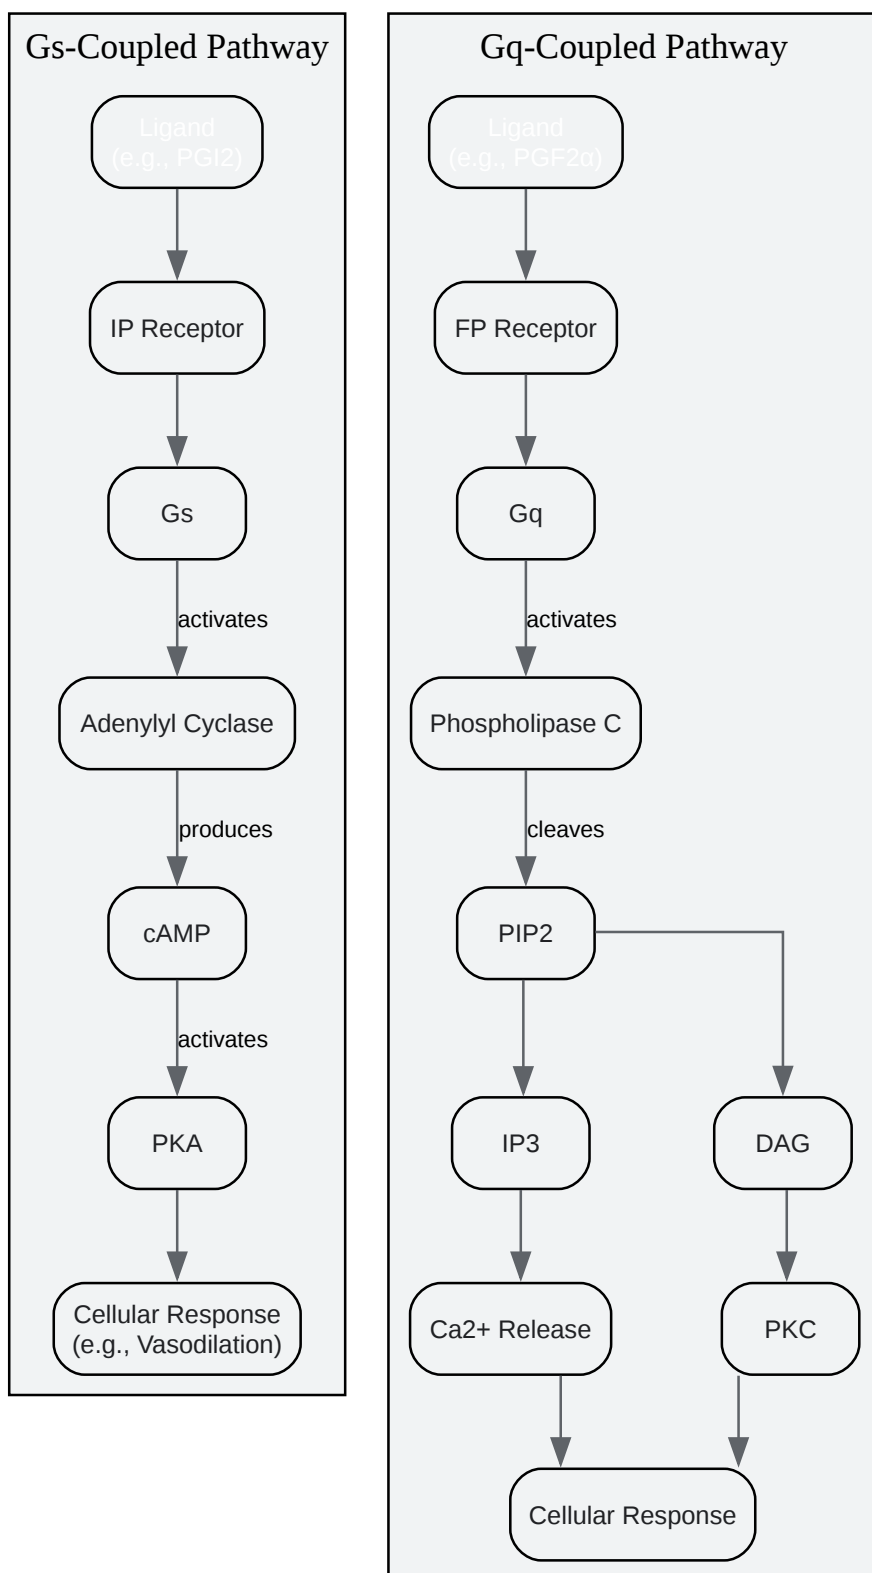 Gs-Coupled Pathway
Ligand
(e.g., PGI2)
IP Receptor
Gs
activates
Adenylyl Cyclase
produces
cAMP
activates
PKA
Cellular Response
(e.g., Vasodilation)
Gq-Coupled Pathway
Ligand
(e.g., PGF2α)
FP Receptor
Gq
activates
Phospholipase C
cleaves
PIP2
IP3
DAG
Ca2+ Release
PKC
Cellular Response